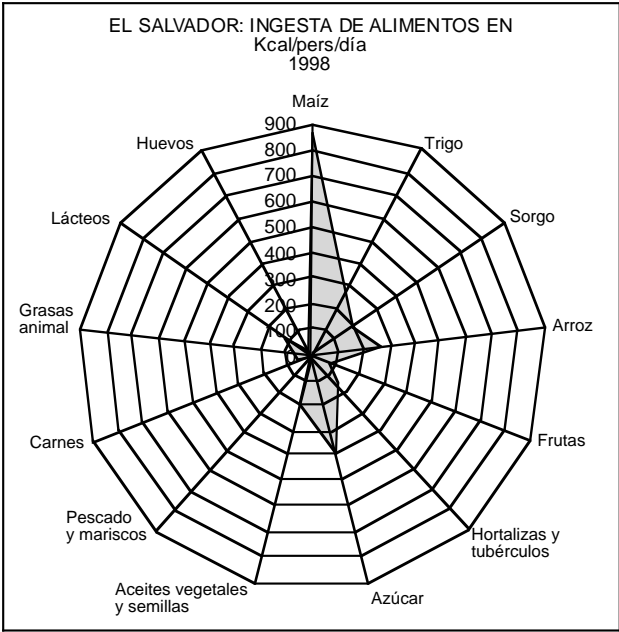 EL SALVADOR: INGESTA DE ALIMENTOS EN
Kcal/pers/día
1998
Maíz
Trigo
Sorgo
Arroz
Frutas
Hortalizas y
tubérculos
Azúcar
Aceites vegetales
y semillas
Pescado
y mariscos
Carnes
Grasas
animal
Lácteos
Huevos
900
800
700
600
500
400
300
200
100
0